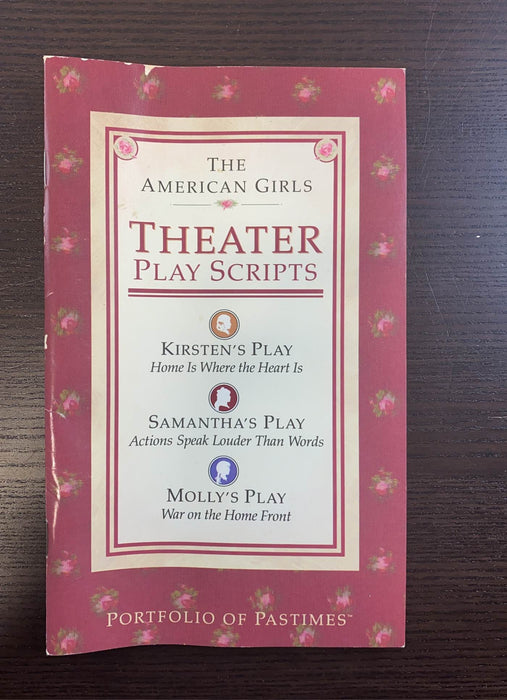 THE
AMERICAN GIRLS
THEATER
PLAY SCRIPTS
KIRSTEN'S PLAY
Home Is Where the Heart Is
SAMANTHA'S PLAY
Actions Speak Louder Than Words
MOLLY'S PLAY
War on the Home Front
PORTFOLIO OF PASTIMES™